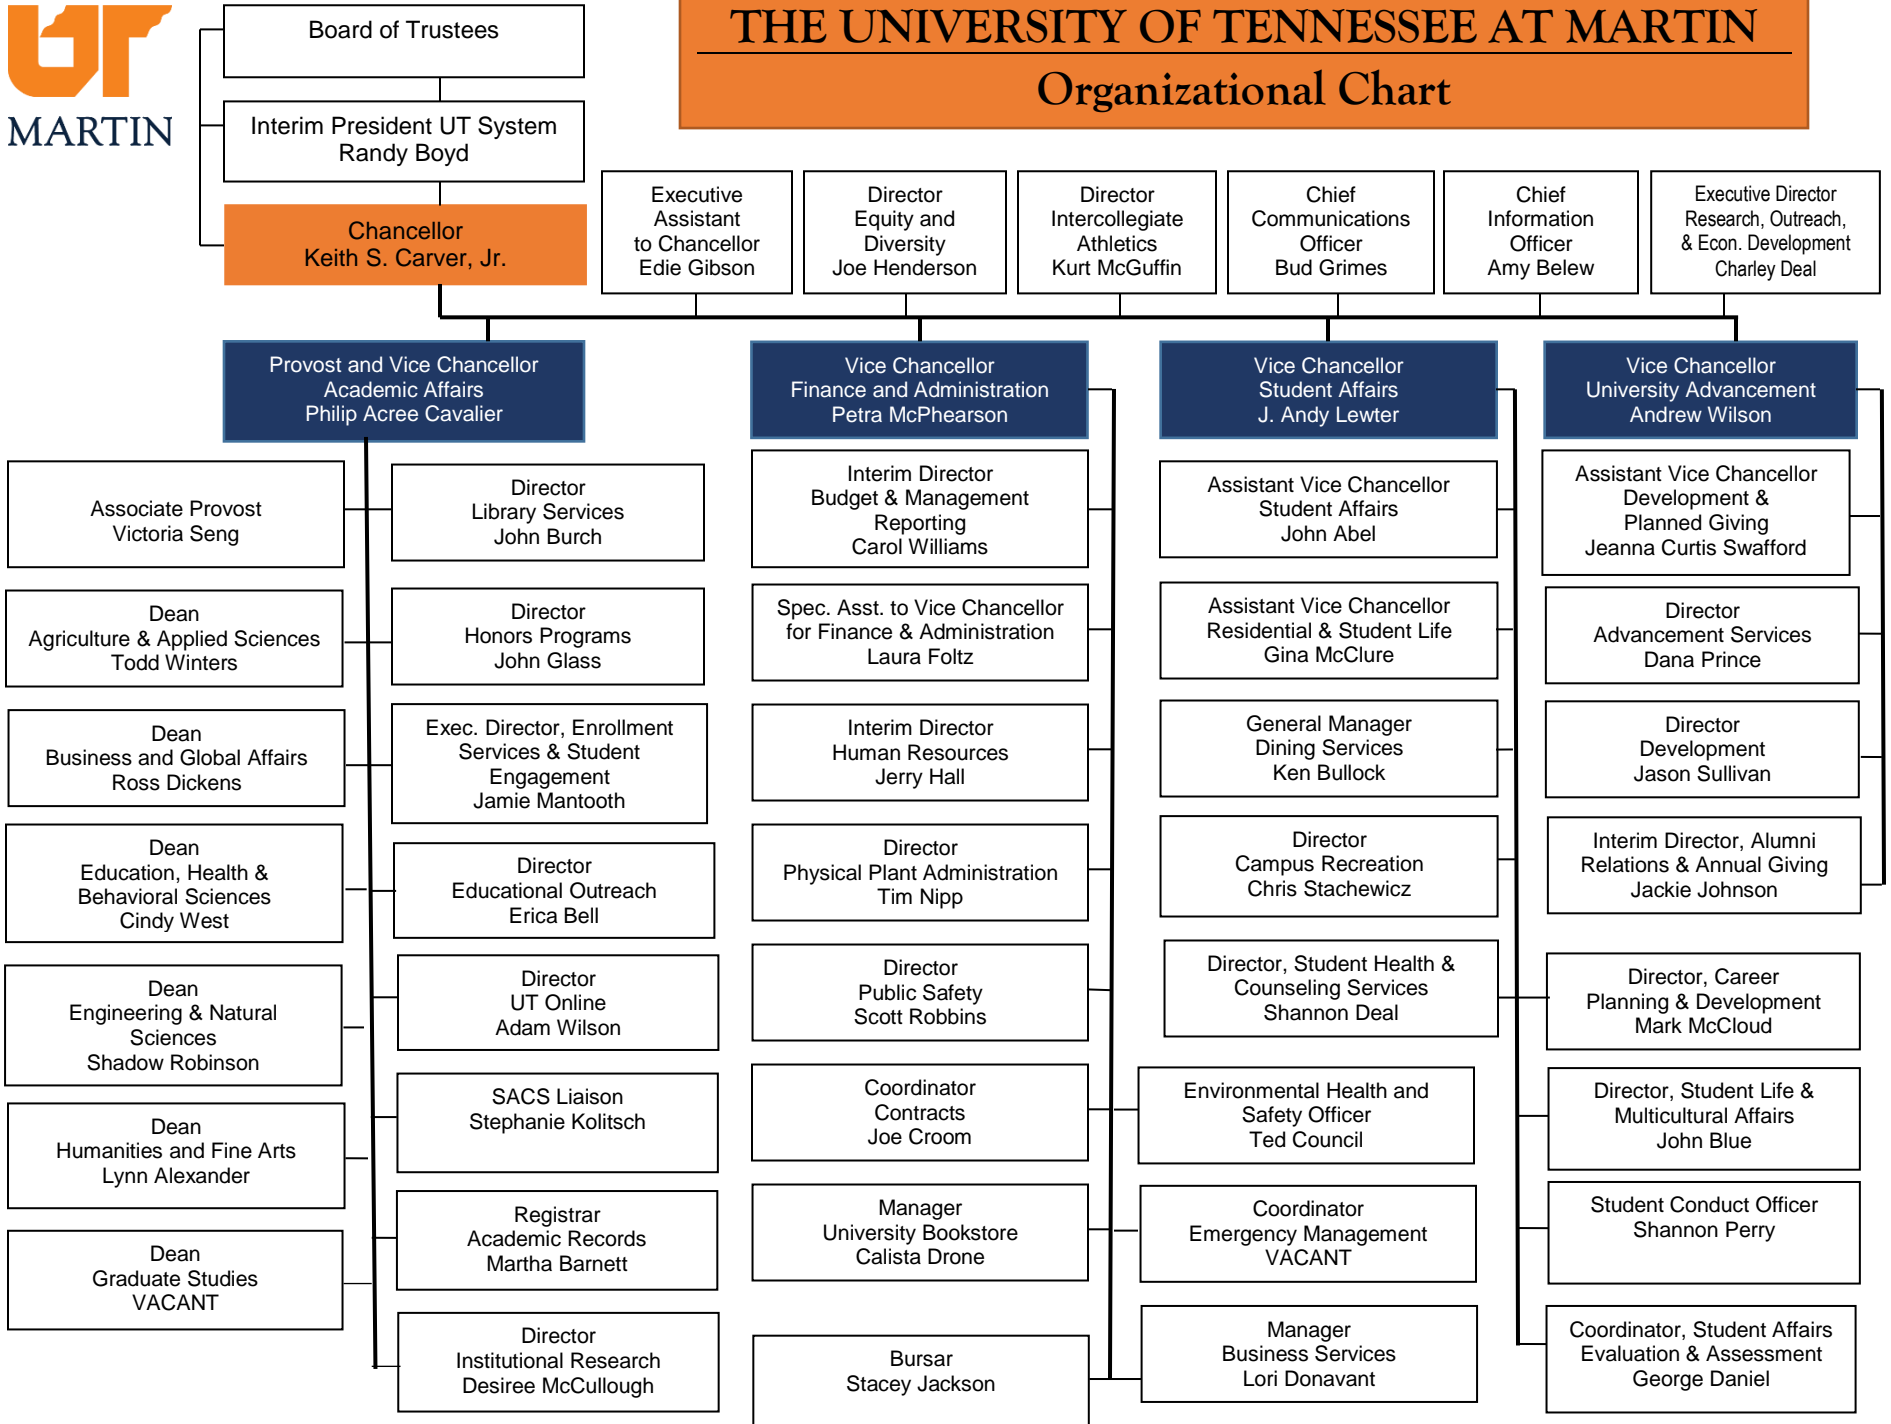 UT
MARTIN
THE UNIVERSITY OF TENNESSEE AT MARTIN
Organizational Chart
Board of Trustees
Interim President UT System
Randy Boyd
Chancellor
Keith S. Carver, Jr.
Executive
Assistant
to Chancellor
Edie Gibson
Director
Equity and
Diversity
Joe Henderson
Director
Intercollegiate
Athletics
Kurt McGuffin
Chief
Communications
Officer
Bud Grimes
Chief
Information
Officer
Amy Belew
Executive Director
Research, Outreach,
& Econ. Development
Charley Deal
Provost and Vice Chancellor
Academic Affairs
Philip Acree Cavalier
Vice Chancellor
Finance and Administration
Petra McPhearson
Vice Chancellor
Student Affairs
J. Andy Lewter
Vice Chancellor
University Advancement
Andrew Wilson
Associate Provost
Victoria Seng
Dean
Agriculture & Applied Sciences
Todd Winters
Dean
Business and Global Affairs
Ross Dickens
Dean
Education, Health &
Behavioral Sciences
Cindy West
Dean
Engineering & Natural
Sciences
Shadow Robinson
Dean
Humanities and Fine Arts
Lynn Alexander
Dean
Graduate Studies
VACANT
Director
Library Services
John Burch
Director
Honors Programs
John Glass
Exec. Director, Enrollment
Services & Student
Engagement
Jamie Mantooth
Director
Educational Outreach
Erica Bell
Director
UT Online
Adam Wilson
SACS Liaison
Stephanie Kolitsch
Registrar
Academic Records
Martha Barnett
Director
Institutional Research
Desiree McCullough
Interim Director
Budget & Management
Reporting
Carol Williams
Spec. Asst. to Vice Chancellor
for Finance & Administration
Laura Foltz
Interim Director
Human Resources
Jerry Hall
Director
Physical Plant Administration
Tim Nipp
Director
Public Safety
Scott Robbins
Coordinator
Contracts
Joe Croom
Manager
University Bookstore
Calista Drone
Bursar
Stacey Jackson
Environmental Health and
Safety Officer
Ted Council
Coordinator
Emergency Management
VACANT
Manager
Business Services
Lori Donavant
Assistant Vice Chancellor
Student Affairs
John Abel
Assistant Vice Chancellor
Residential & Student Life
Gina McClure
General Manager
Dining Services
Ken Bullock
Director
Campus Recreation
Chris Stachewicz
Director, Student Health &
Counseling Services
Shannon Deal
Director, Career
Planning & Development
Mark McCloud
Director, Student Life &
Multicultural Affairs
John Blue
Student Conduct Officer
Shannon Perry
Coordinator, Student Affairs
Evaluation & Assessment
George Daniel
Assistant Vice Chancellor
Development &
Planned Giving
Jeanna Curtis Swafford
Director
Advancement Services
Dana Prince
Director
Development
Jason Sullivan
Interim Director, Alumni
Relations & Annual Giving
Jackie Johnson